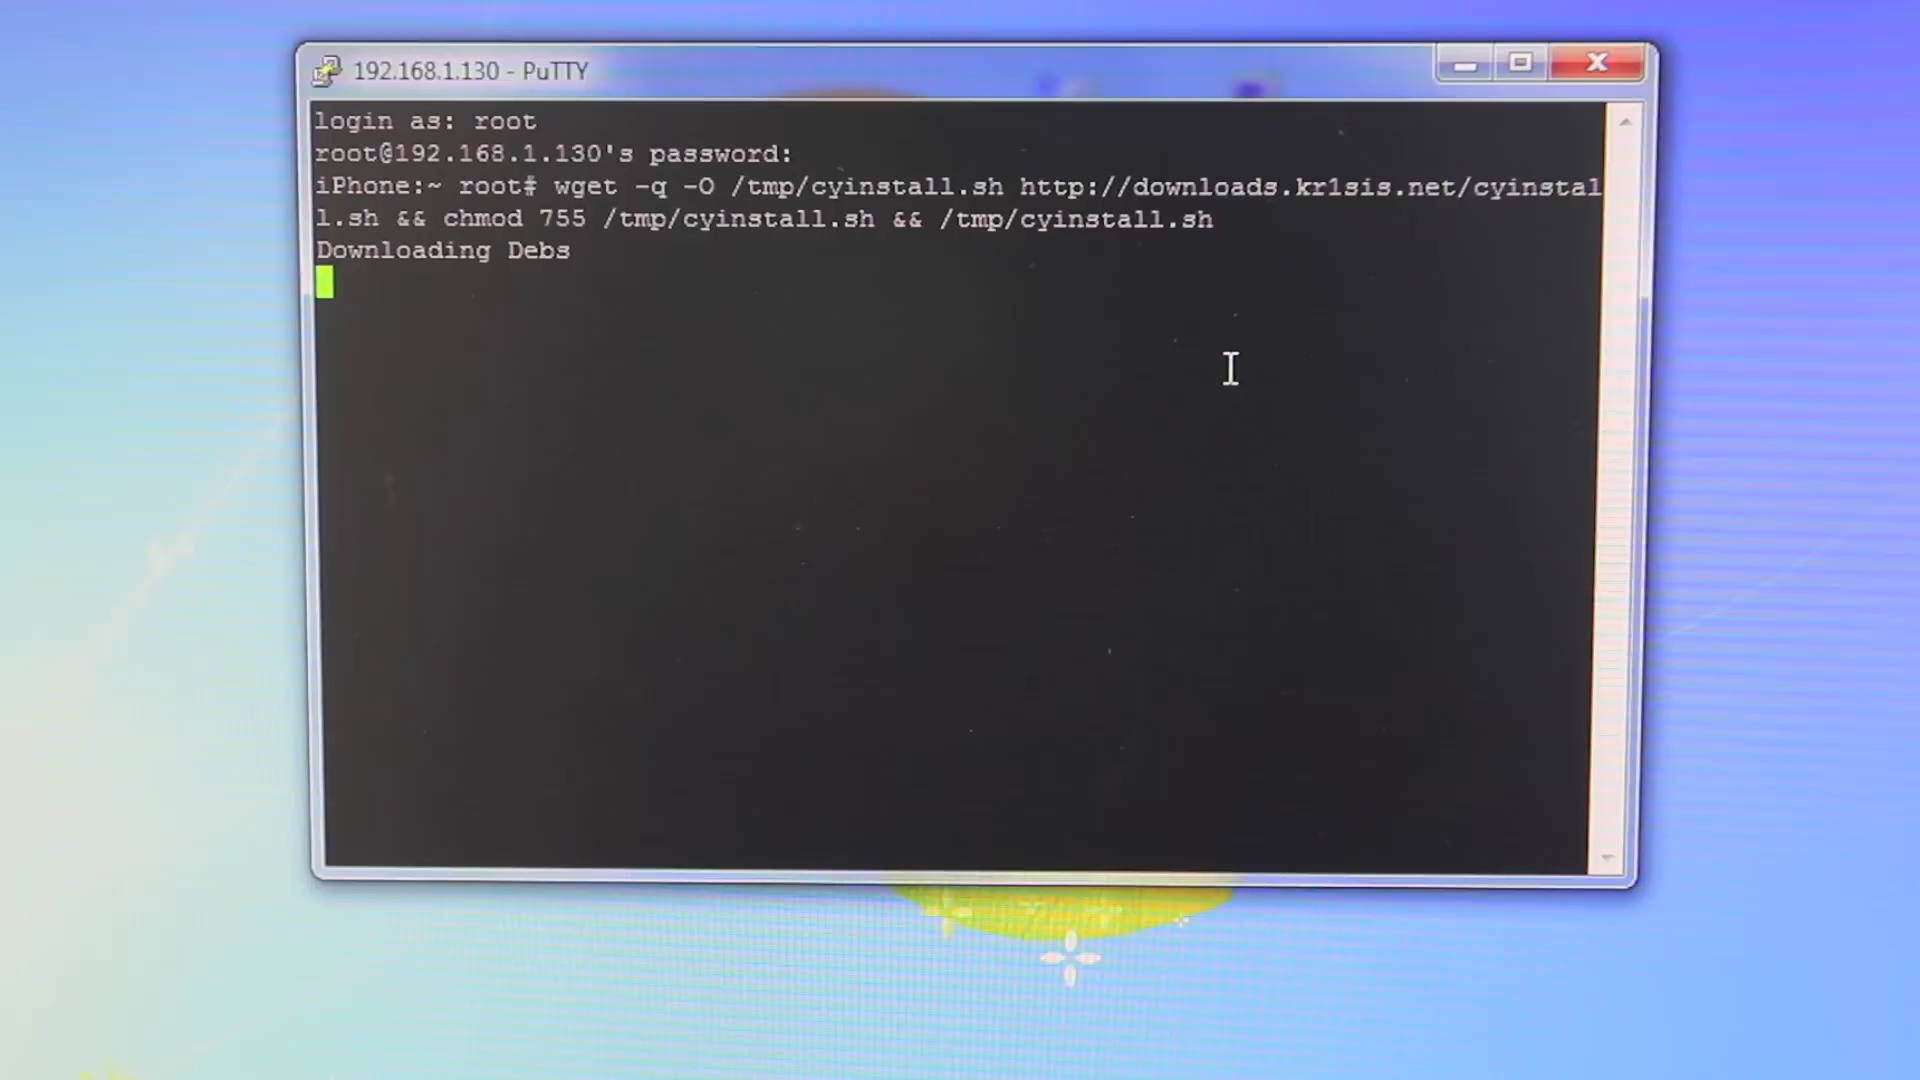 192.168.1.130 - PuTTY
login as: root
root@192.168.1.130's password:
iPhone:~ root# wget -q -O /tmp/cyinstall.sh http://downloads.kr1sis.net/cyinstal
l.sh && chmod 755 /tmp/cyinstall.sh && /tmp/cyinstall.sh
Downloading Debs